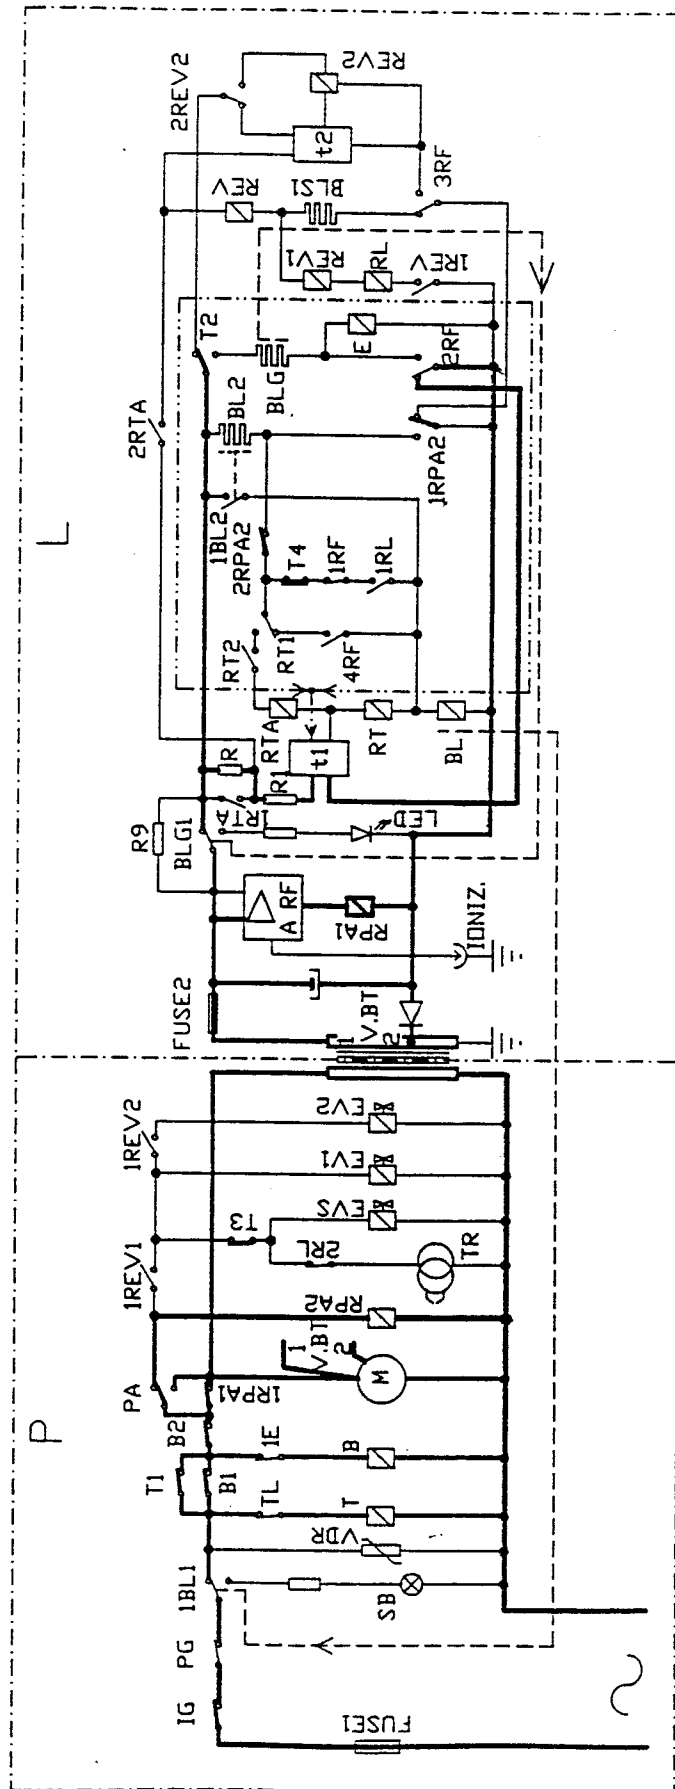 L
2REV2
REV2
t2
REV
BLS1
3RF
REV1
RL
1REV
T2
E
2RF
BLG
BL2
2RTA
1RPA2
1BL2
2RPA2
T4
1RF
1RL
RT2
RT1
4RF
RTA
RT
BL
t1
R
R1
1RTA
LED
R9
BLG1
A
RF
RPA1
IONIZ.
FUSE2
1
V.BT
2
P
1REV2
EV2
EV1
EVS
T3
2RL
TR
1REV1
RPA2
1
V.BT
2
M
PA
1RPA1
B2
T1
B1
1E
B
TL
T
VDR
1BL1
SB
PG
IG
FUSE1